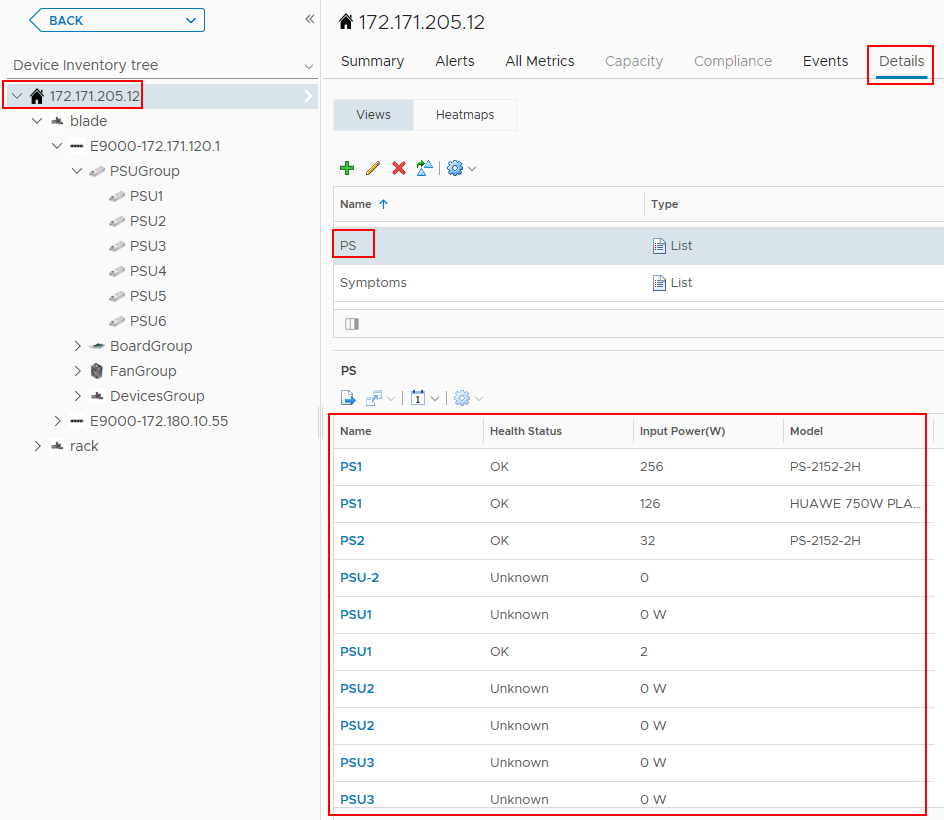 BACK
Device Inventory tree
172.171.205.12
blade
E9000-172.171.120.1
PSUGroup
PSU1
PSU2
PSU3
PSU4
PSU5
PSU6
BoardGroup
FanGroup
DevicesGroup
E9000-172.180.10.55
rack
172.171.205.12
Summary Alerts All Metrics Capacity Compliance Events Details
Views Heatmaps
Name Type
PS List
Symptoms List
PS
1
Name Health Status Input Power(W) Model
PS1 OK 256 PS-2152-2H
PS1 OK 126 HUAWE 750W PLA...
PS2 OK 32 PS-2152-2H
PSU-2 Unknown 0
PSU1 Unknown 0 W
PSU1 OK 2
PSU2 Unknown 0 W
PSU2 Unknown 0 W
PSU3 Unknown 0 W
PSU3 Unknown 0 W